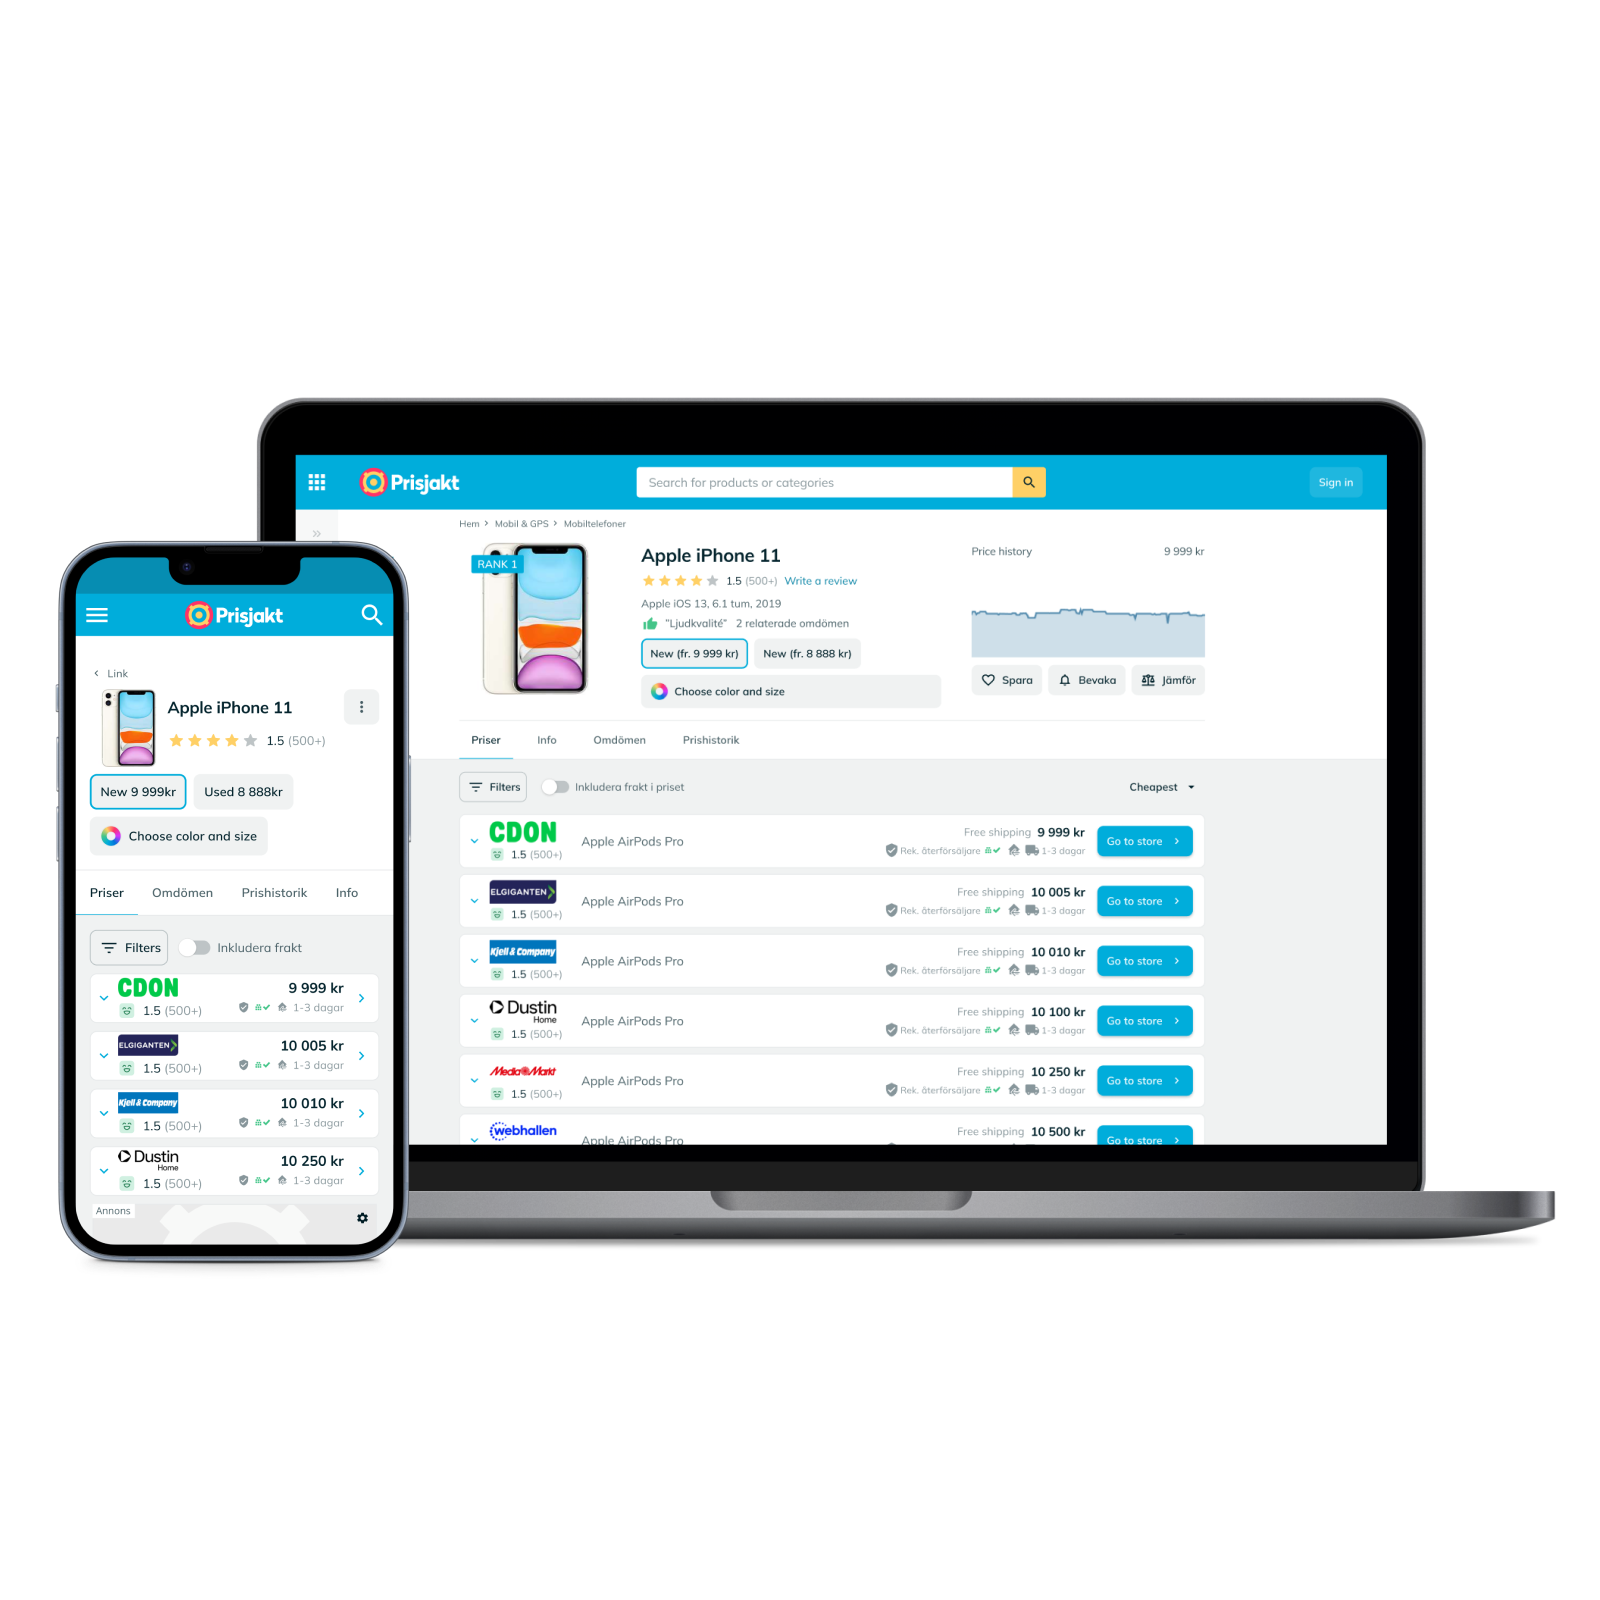 Prisjakt
Search for products or categories
Sign in
Hem > Mobil & GPS > Mobiltelefoner
RANK 1
Apple iPhone 11
1.5 (500+) Write a review
Apple iOS 13, 6.1 tum, 2019
"Ljudkvalité" 2 relaterade omdömen
New (fr. 9 999 kr) New (fr. 8 888 kr)
Choose color and size
Price history 9 999 kr
Spara Bevaka Jämför
Priser Info Omdömen Prishistorik
Filters Inkludera frakt i priset Cheapest
CDON Apple AirPods Pro Free shipping 9 999 kr Go to store
1.5 (500+) Rek. återförsäljare 1-3 dagar
ELGIGANTEN Apple AirPods Pro Free shipping 10 005 kr Go to store
1.5 (500+) Rek. återförsäljare 1-3 dagar
Kjell & Company Apple AirPods Pro Free shipping 10 010 kr Go to store
1.5 (500+) Rek. återförsäljare 1-3 dagar
Dustin Home Apple AirPods Pro Free shipping 10 100 kr Go to store
1.5 (500+) Rek. återförsäljare 1-3 dagar
Media Markt Apple AirPods Pro Free shipping 10 250 kr Go to store
1.5 (500+) Rek. återförsäljare 1-3 dagar
webhallen Apple AirPods Pro Free shipping 10 500 kr Go to store
Prisjakt
< Link
Apple iPhone 11
1.5 (500+)
New 9 999kr Used 8 888kr
Choose color and size
Priser Omdömen Prishistorik Info
Filters Inkludera frakt
CDON 9 999 kr
1.5 (500+) 1-3 dagar
ELGIGANTEN 10 005 kr
1.5 (500+) 1-3 dagar
Kjell & Company 10 010 kr
1.5 (500+) 1-3 dagar
Dustin Home 10 250 kr
1.5 (500+) 1-3 dagar
Annons